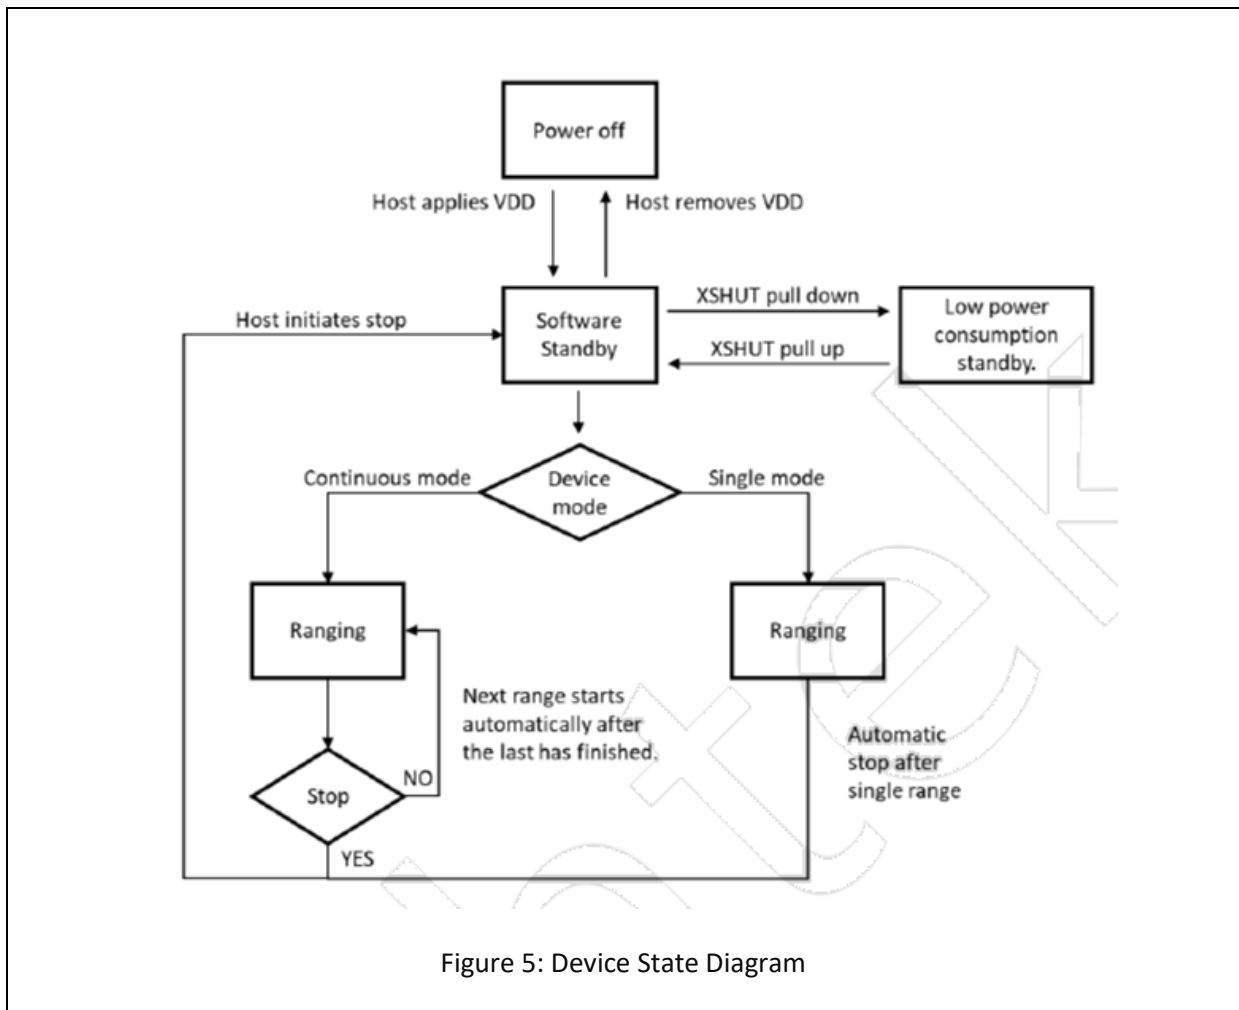 Power off
Host applies VDD
Host removes VDD
XSHUT pull down
Host initiates stop
Software
Standby
Low power
consumption
standby.
XSHUT pull up
Continuous mode
Device
mode
Single mode
Ranging
Ranging
Next range starts
automatically after
the last has finished.
Automatic
stop after
single range
NO
Stop
YES
Figure 5: Device State Diagram